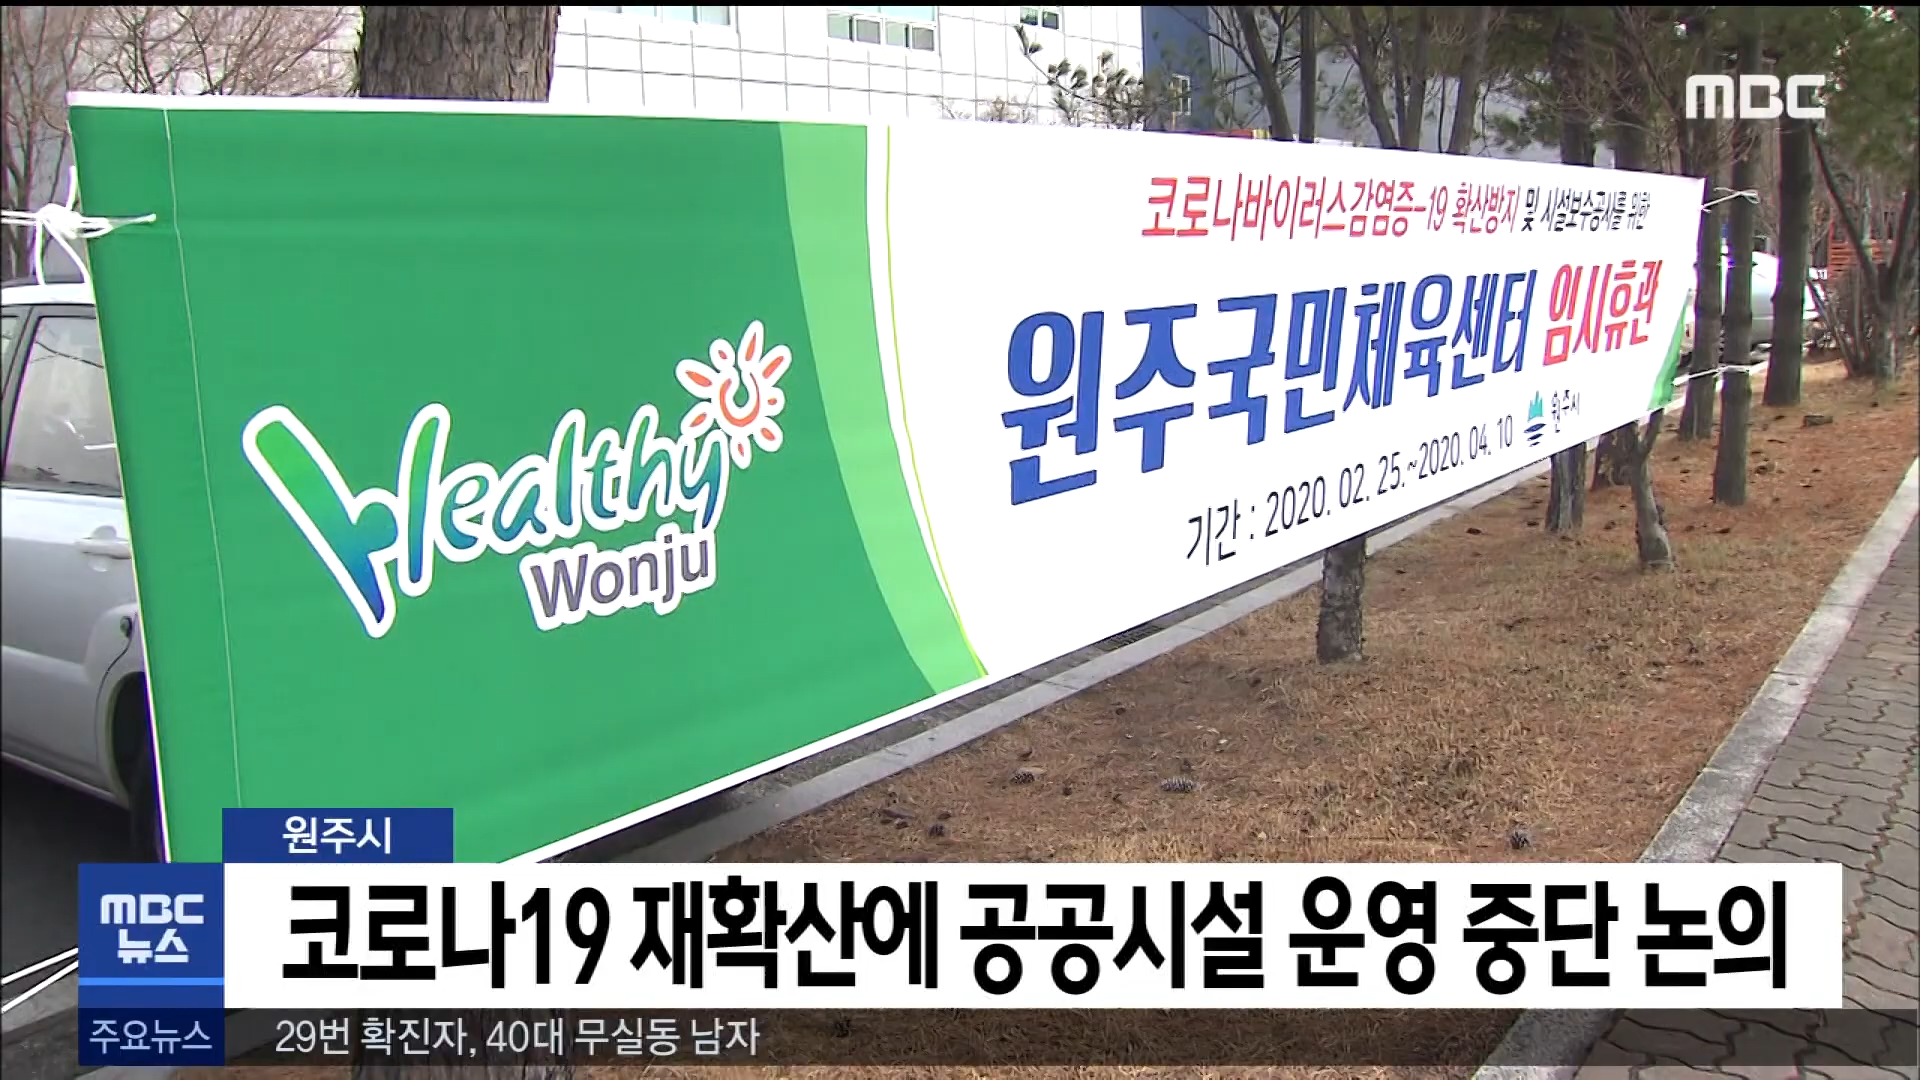 MBC
코로나바이러스감염증-19 확산방지 및 시설보수공사를 위한
원주국민체육센터 임시휴관
기간 : 2020. 02. 25.~2020. 04. 10
원주시
Healthy
Wonju
원주시
MBC
뉴스
코로나19 재확산에 공공시설 운영 중단 논의
주요뉴스
29번 확진자, 40대 무실동 남자